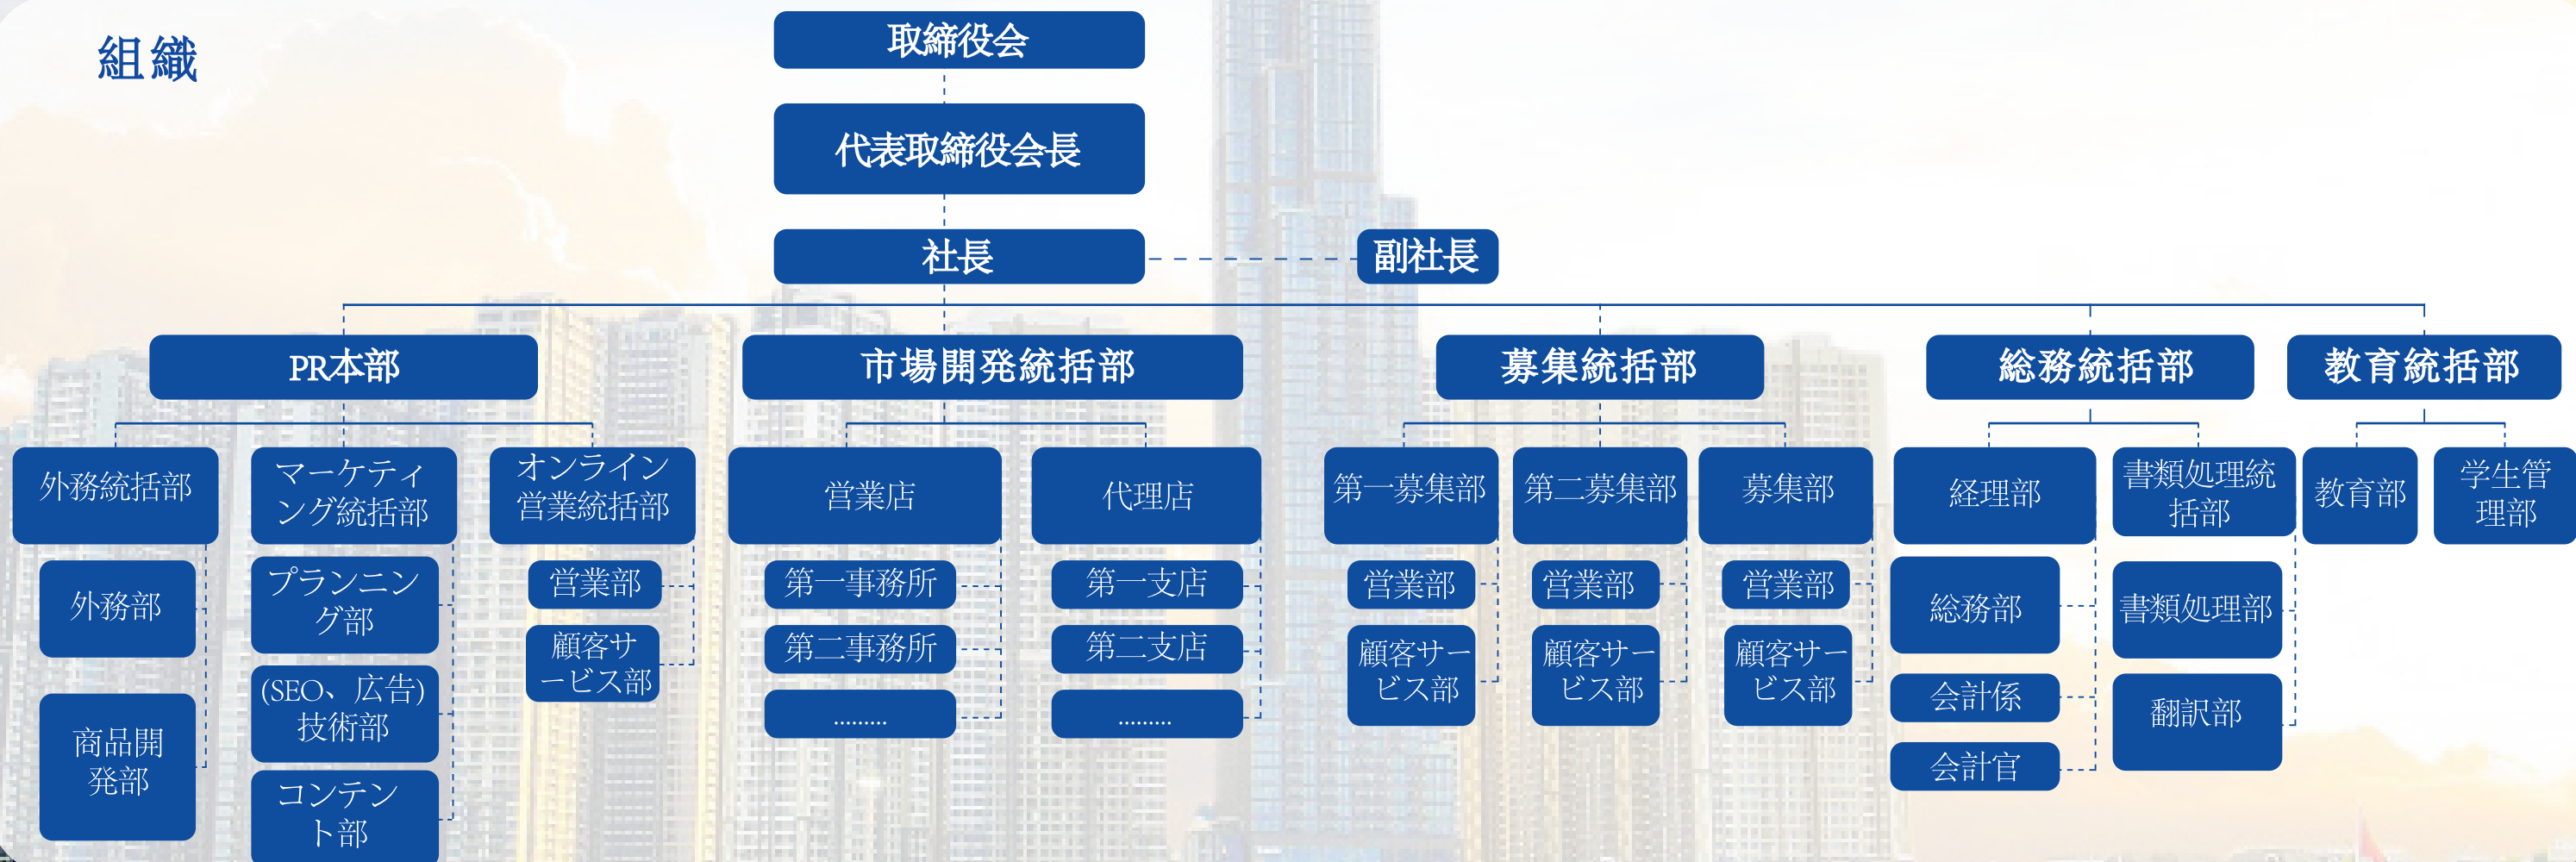 組織
取締役会
代表取締役会長
社長
副社長
PR本部
市場開発統括部
募集統括部
総務統括部
教育統括部
外務統括部
マーケティ
ング統括部
オンライン
営業統括部
営業店
代理店
第一募集部
第二募集部
募集部
経理部
書類処理統
括部
教育部
学生管
理部
外務部
商品開
発部
プランニン
グ部
(SEO、広告)
技術部
コンテン
ト部
営業部
顧客サ
ービス部
第一事務所
第二事務所
.........
第一支店
第二支店
.........
営業部
顧客サー
ビス部
営業部
顧客サー
ビス部
営業部
顧客サー
ビス部
総務部
会計係
会計官
書類処理部
翻訳部